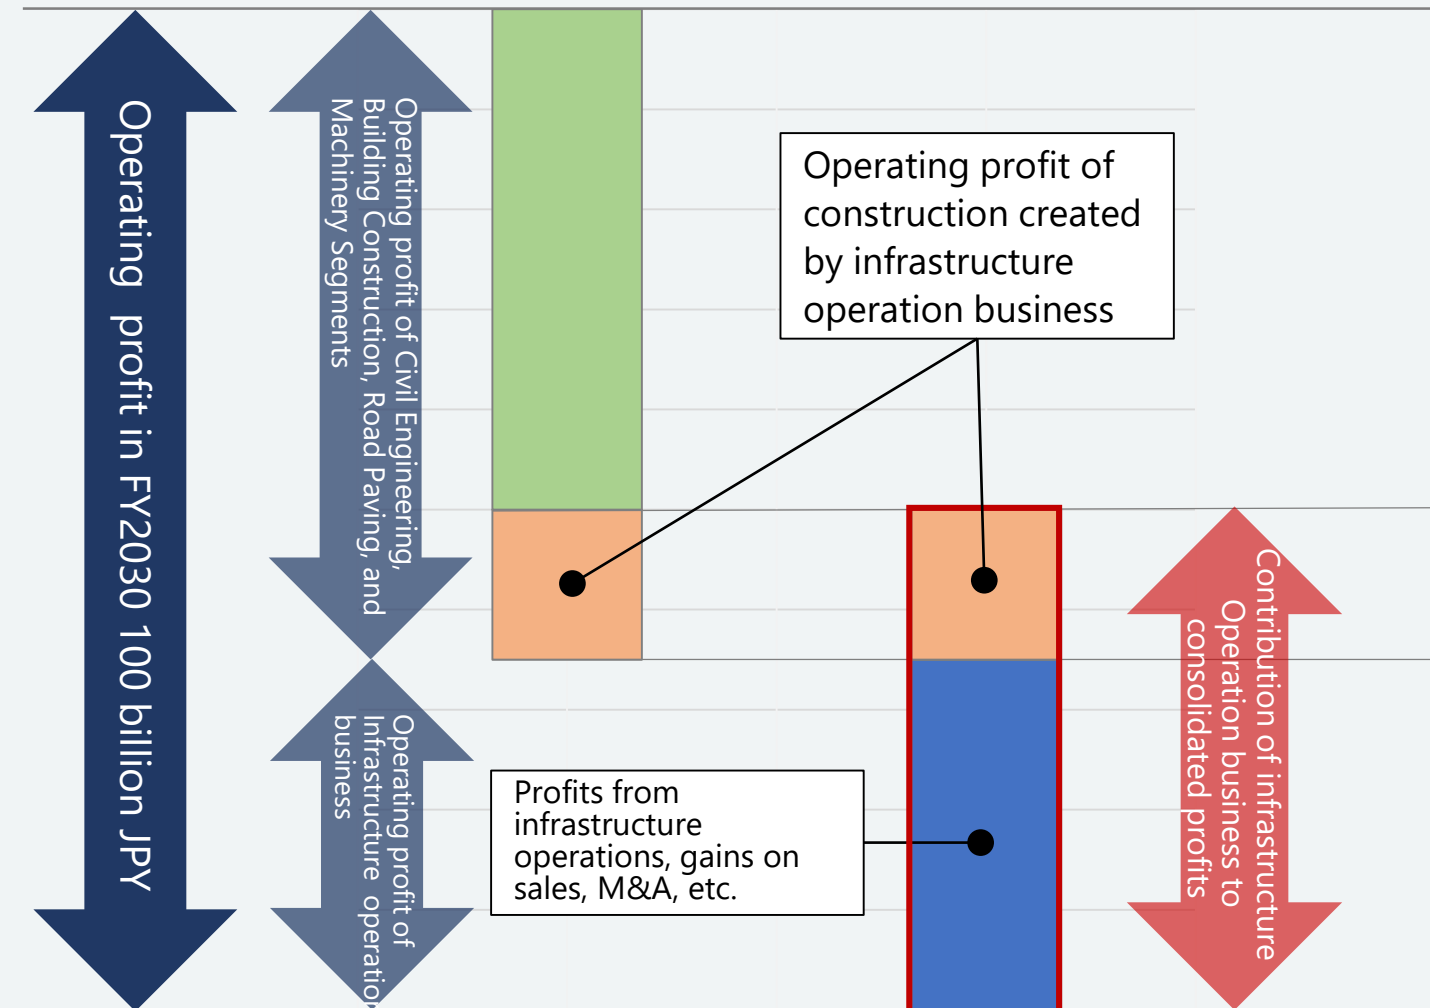 Operating profit in FY2030 100 billion JPY
Operating profit of Civil Engineering,
Building Construction, Road Paving, and
Machinery Segments
Operating profit of
construction created
by infrastructure
operation business
Operating profit of
Infrastructure operation
business
Profits from
infrastructure
operations, gains on
sales, M&A, etc.
Contribution of infrastructure
Operation business to
consolidated profits